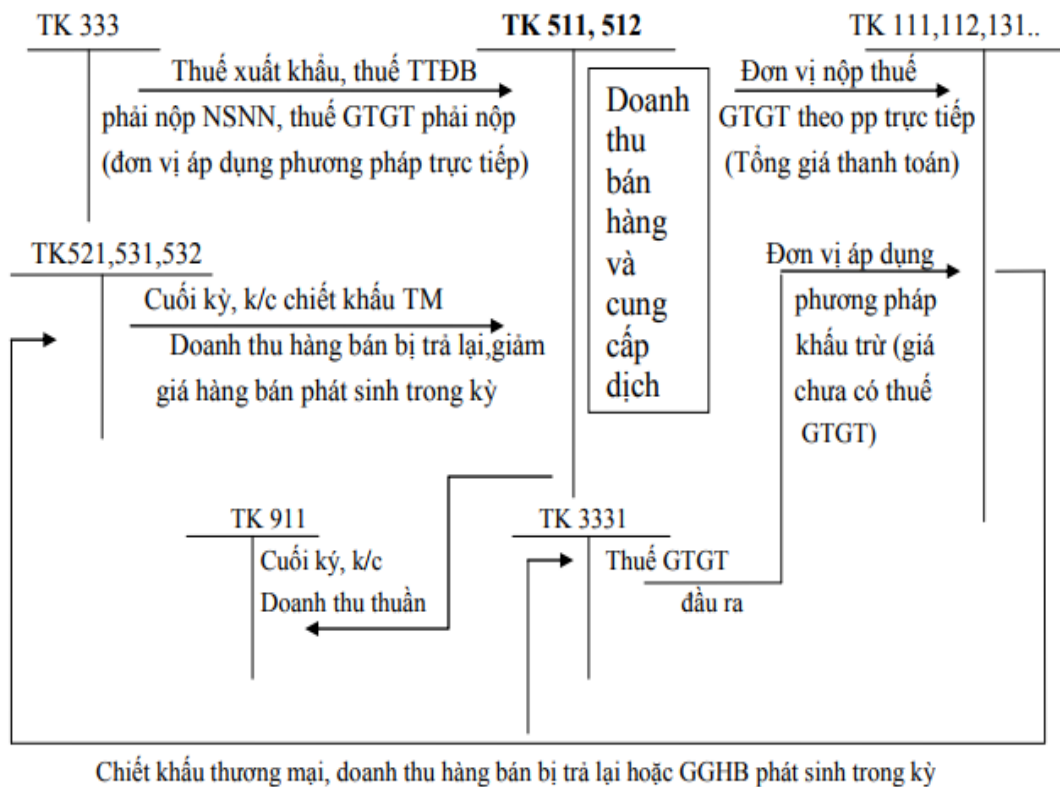 TK 333
TK 511, 512
TK 111,112,131..
Thuế xuất khẩu, thuế TTĐB
phải nộp NSNN, thuế GTGT phải nộp
(đơn vị áp dụng phương pháp trực tiếp)
Doanh
thu
bán
hàng
và
cung
cấp
dịch
Đơn vị nộp thuế
GTGT theo pp trực tiếp
(Tổng giá thanh toán)
TK521,531,532
Cuối kỳ, k/c chiết khấu TM
Doanh thu hàng bán bị trả lại,giảm
giá hàng bán phát sinh trong kỳ
Đơn vị áp dụng
phương pháp
khấu trừ (giá
chưa có thuế
GTGT)
TK 911
Cuối ký, k/c
Doanh thu thuần
TK 3331
Thuế GTGT
đầu ra
Chiết khấu thương mại, doanh thu hàng bán bị trả lại hoặc GGHB phát sinh trong kỳ